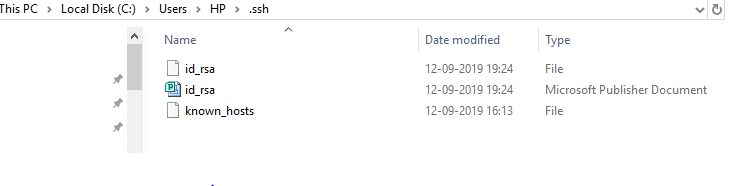 This PC > Local Disk (C:) > Users > HP > .ssh
Name Date modified Type
id_rsa 12-09-2019 19:24 File
id_rsa 12-09-2019 19:24 Microsoft Publisher Document
known_hosts 12-09-2019 16:13 File